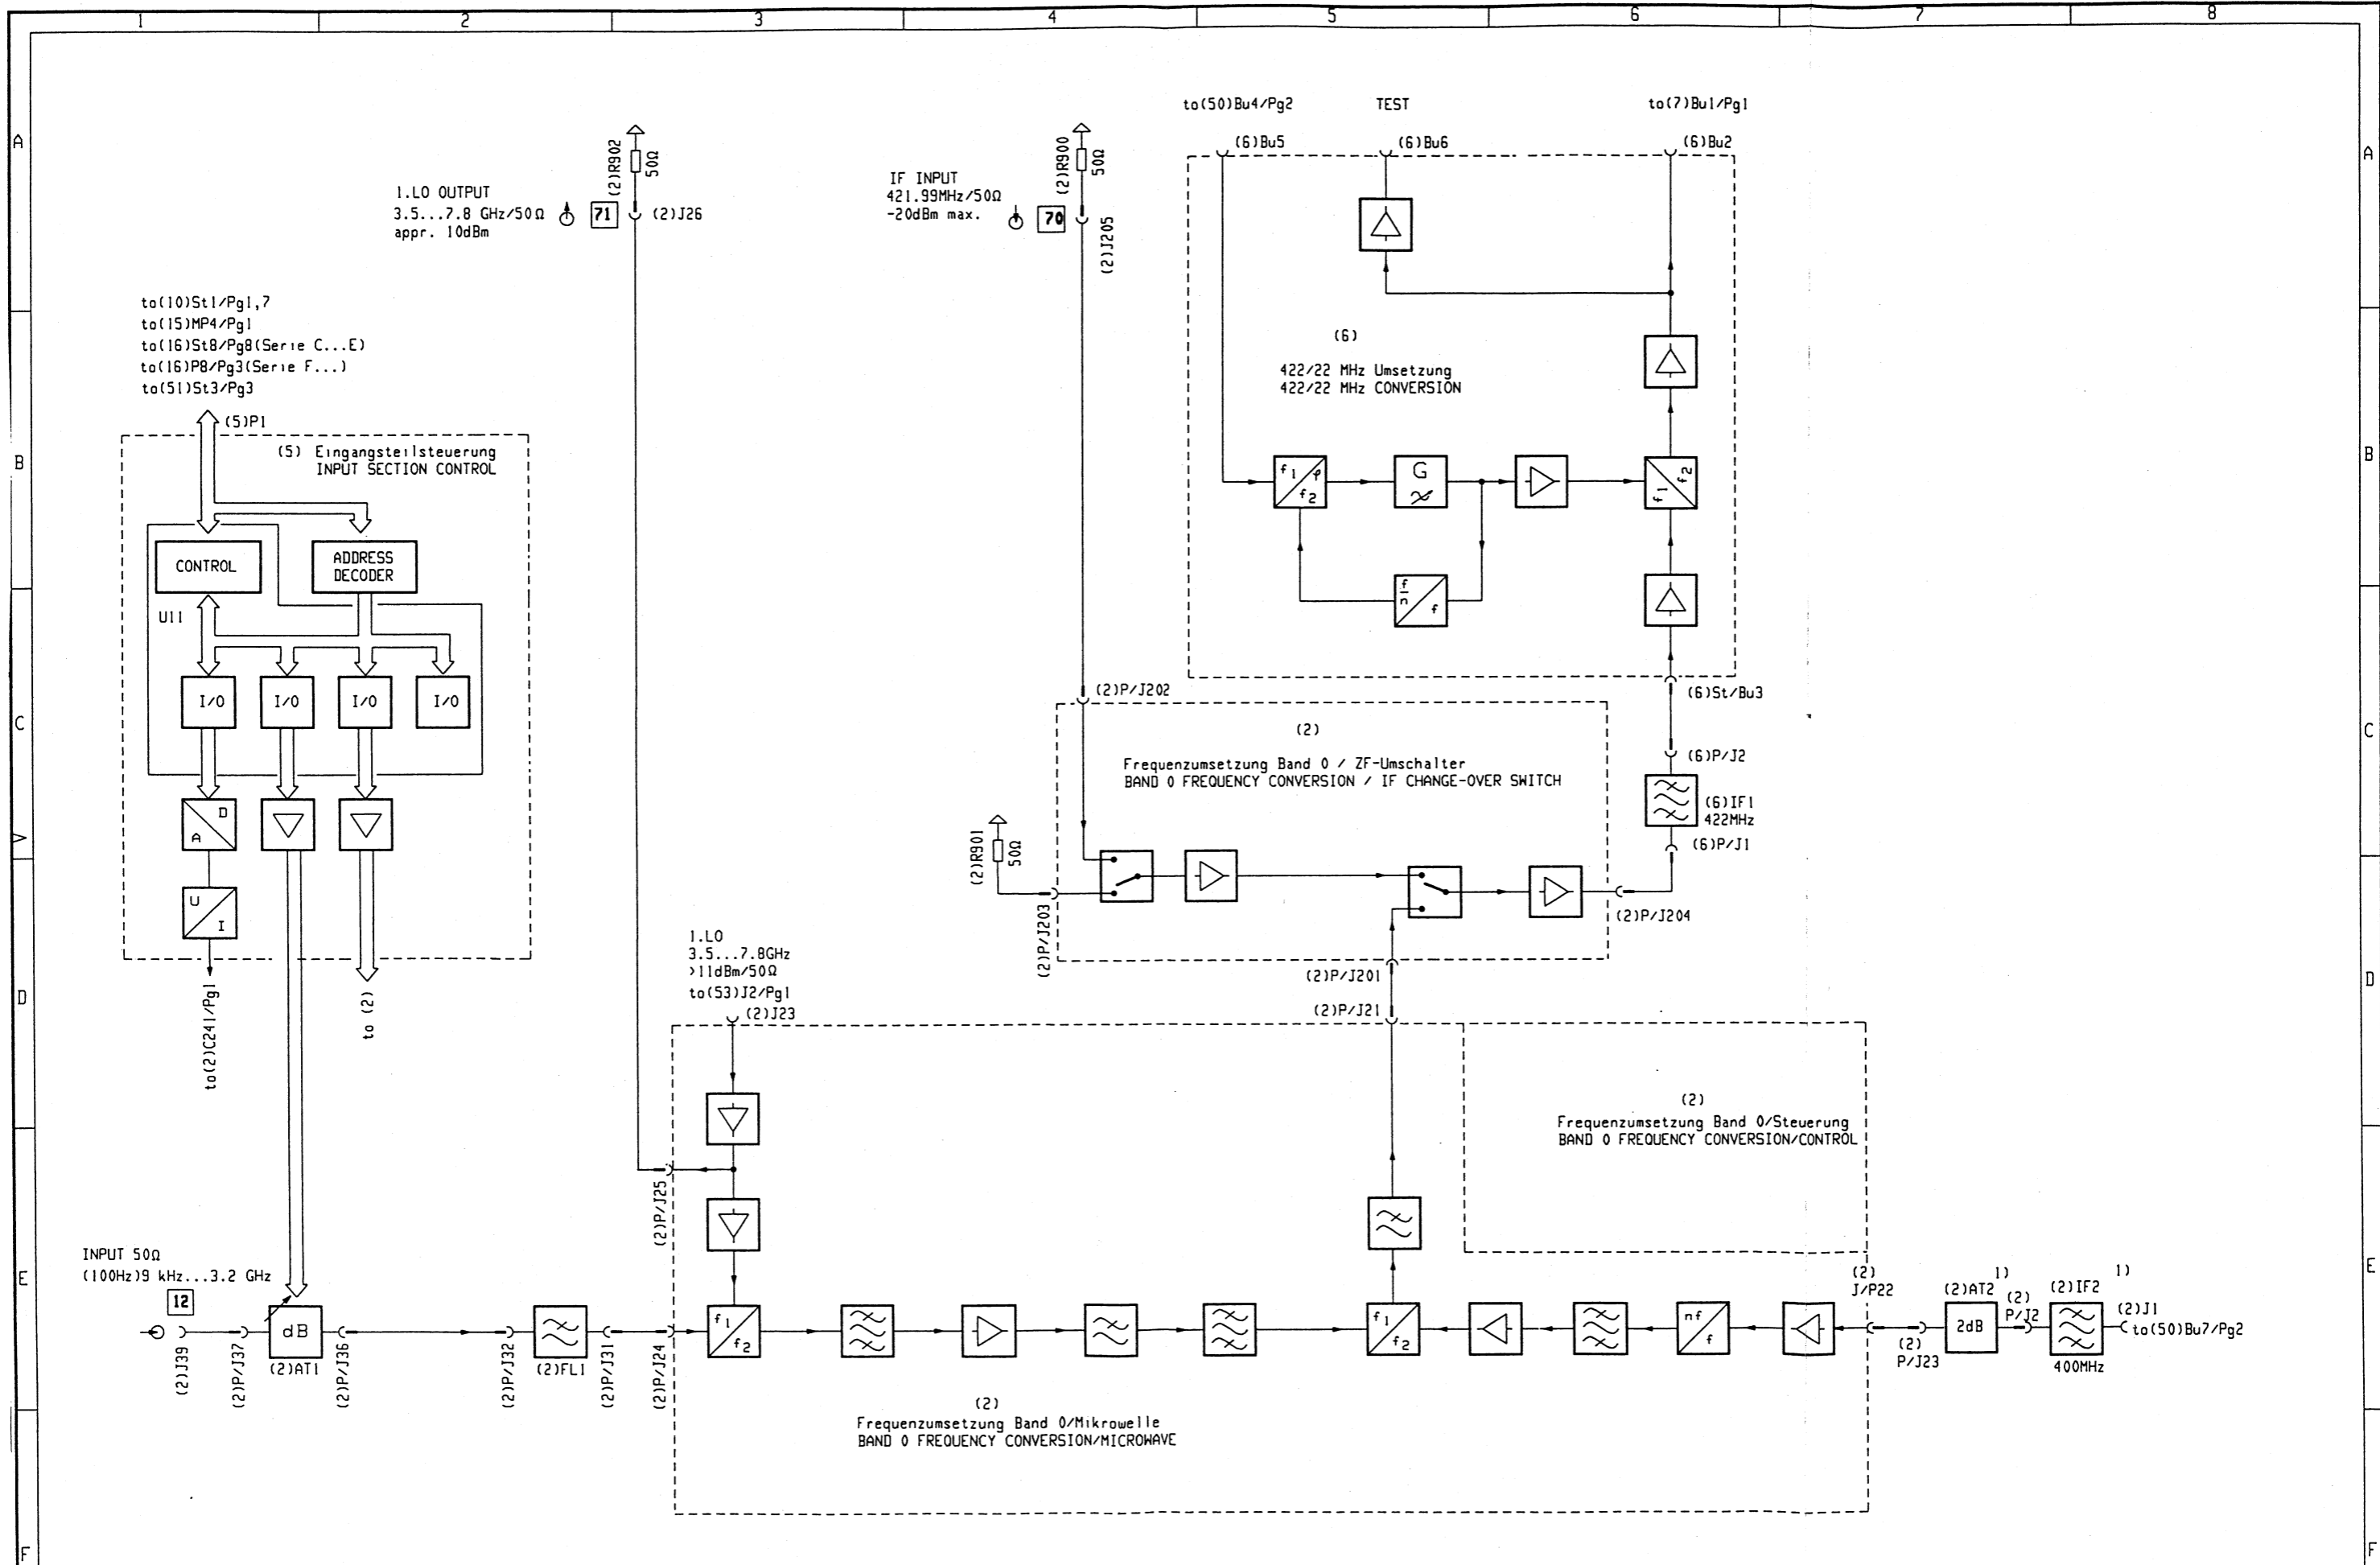 1 2 3 4 5 6 7 8
A
B
C
D
E
F
A
B
C
D
E
F
1.LO OUTPUT
3.5...7.8 GHz/50Ω
appr. 10dBm
71
(2)R902
50Ω
(2)J26
IF INPUT
421.99MHz/50Ω
-20dBm max.
70
(2)R900
50Ω
(2)J205
to(50)Bu4/Pg2
TEST
to(7)Bu1/Pg1
(6)Bu5
(6)Bu6
(6)Bu2
(6)
422/22 MHz Umsetzung
422/22 MHz CONVERSION
f1 φ
f2
G
f1
f2
f
n
f
(6)St/Bu3
(6)P/J2
(6)IF1
422MHz
(6)P/J1
to(10)St1/Pg1,7
to(15)MP4/Pg1
to(16)St8/Pg8(Serie C...E)
to(16)P8/Pg3(Serie F...)
to(51)St3/Pg3
(5)P1
(5) Eingangsteilsteuerung
INPUT SECTION CONTROL
CONTROL
ADDRESS
DECODER
U11
I/O
I/O
I/O
I/O
D
A
U
I
to(2)C241/Pg1
to (2)
(2)P/J202
(2)
Frequenzumsetzung Band 0 / ZF-Umschalter
BAND 0 FREQUENCY CONVERSION / IF CHANGE-OVER SWITCH
(2)R901
50Ω
(2)P/J203
(2)P/J204
(2)P/J201
(2)P/J21
1.LO
3.5...7.8GHz
>11dBm/50Ω
to(53)J2/Pg1
(2)J23
(2)P/J25
(2)
Frequenzumsetzung Band 0/Steuerung
BAND 0 FREQUENCY CONVERSION/CONTROL
INPUT 50Ω
(100Hz)9 kHz...3.2 GHz
12
(2)J39
(2)P/J37
dB
(2)AT1
(2)P/J36
(2)P/J32
(2)FL1
(2)P/J31
(2)P/J24
f1
f2
f1
f2
nf
f
(2)
J/P22
(2)
P/J23
(2)AT2
1)
2dB
(2)
P/J2
(2)IF2
1)
400MHz
(2)J1
to(50)Bu7/Pg2
(2)
Frequenzumsetzung Band 0/Mikrowelle
BAND 0 FREQUENCY CONVERSION/MICROWAVE